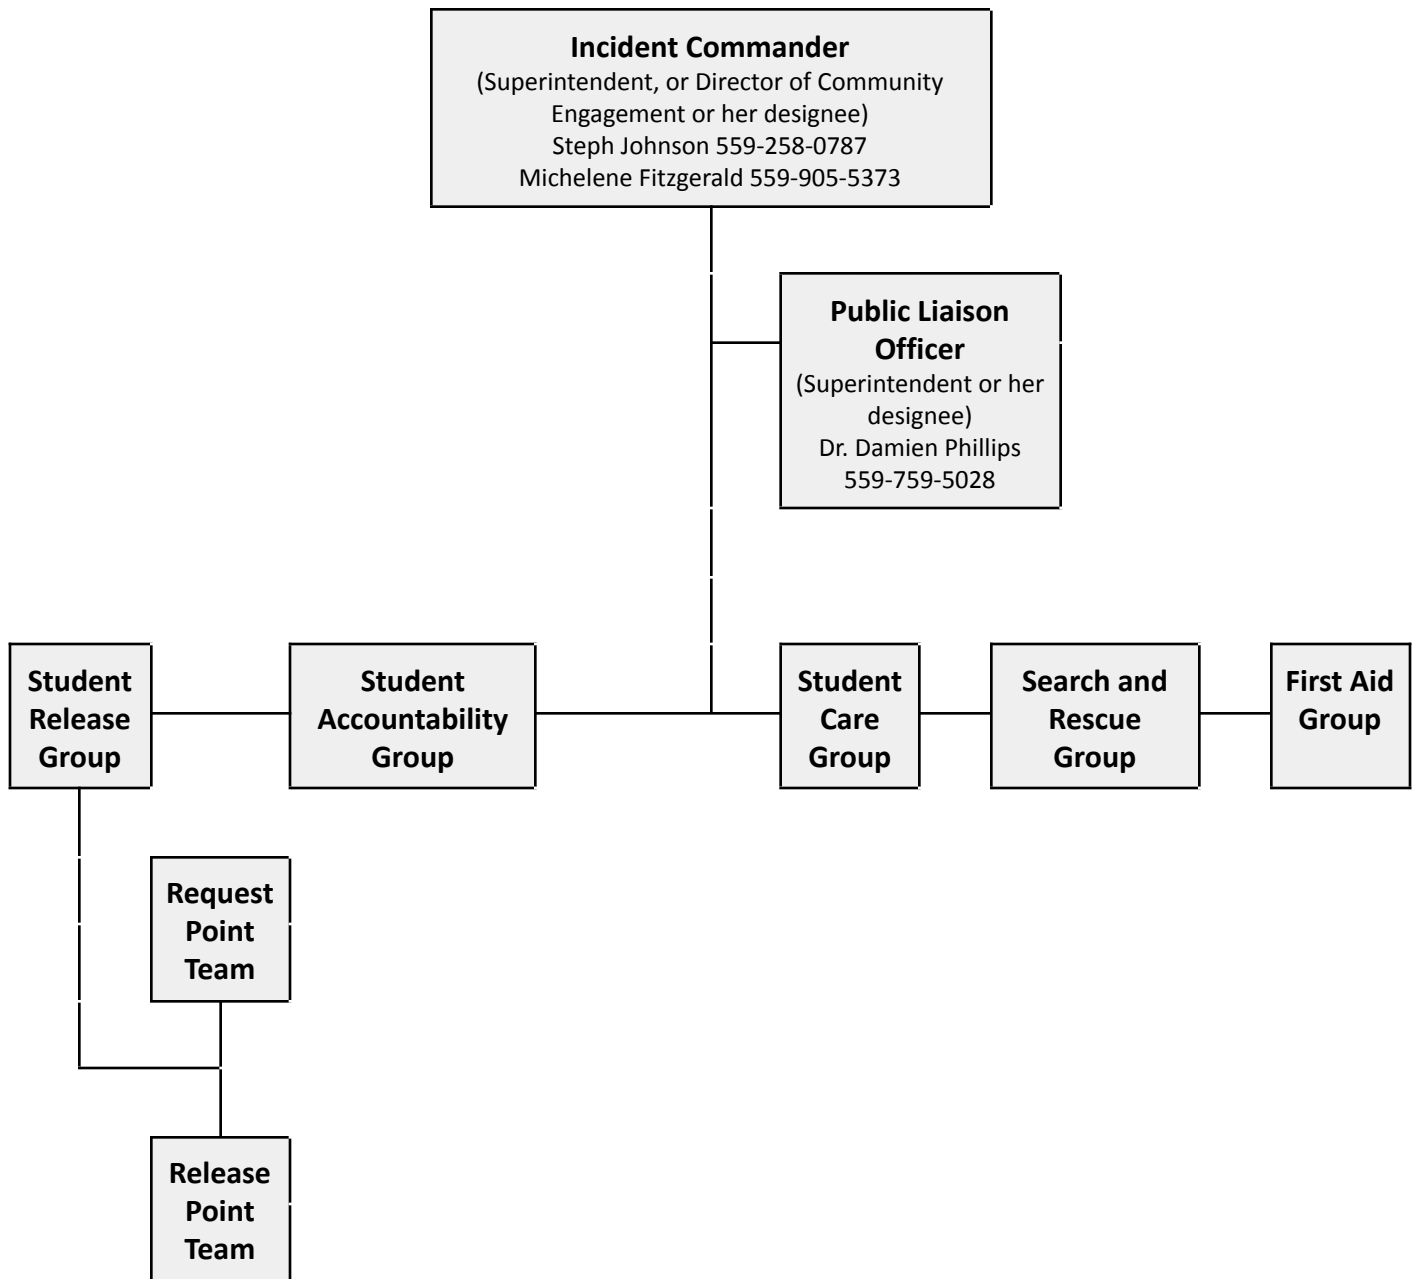 Incident Commander
(Superintendent, or Director of Community
Engagement or her designee)
Steph Johnson 559-258-0787
Michelene Fitzgerald 559-905-5373
Public Liaison
Officer
(Superintendent or her
designee)
Dr. Damien Phillips
559-759-5028
Student
Release
Group
Student
Accountability
Group
Student
Care
Group
Search and
Rescue
Group
First Aid
Group
Request
Point
Team
Release
Point
Team